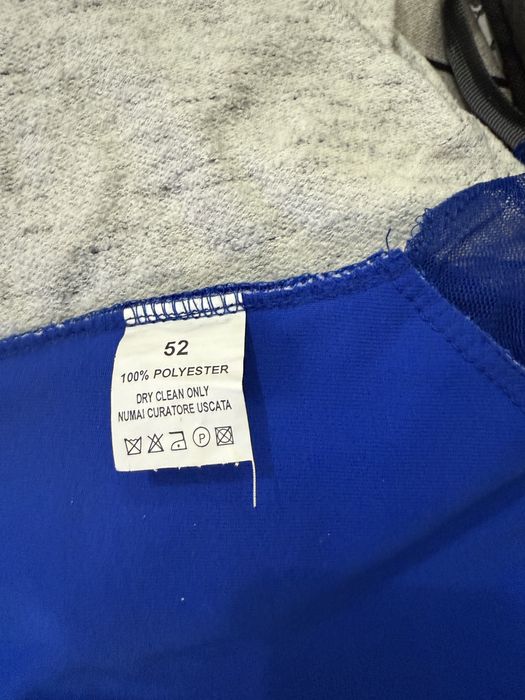 52
100% POLYESTER
DRY CLEAN ONLY
NUMAI CURATORE USCATA
P